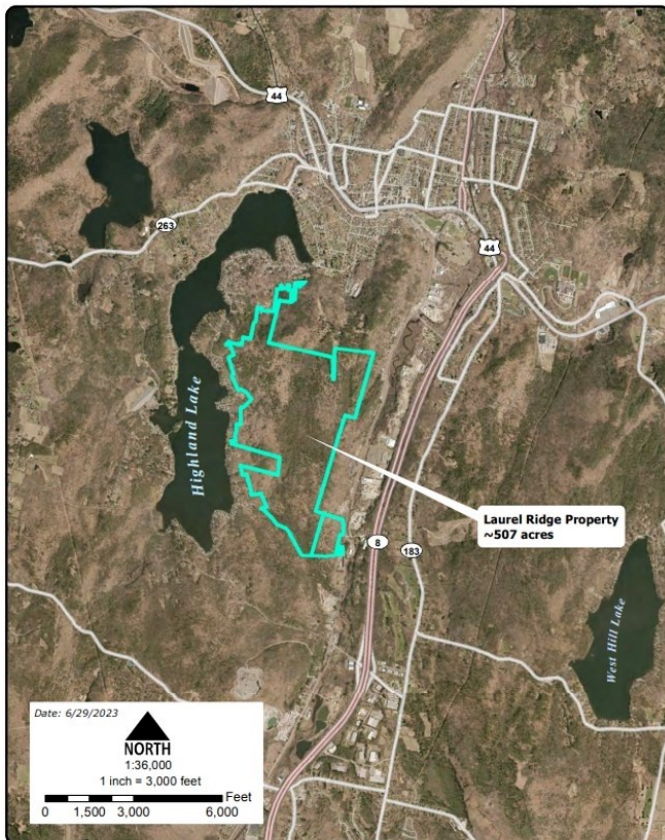 44
263
44
Highland Lake
Laurel Ridge Property
~507 acres
8
183
West Hill Lake
Date: 6/29/2023
NORTH
1:36,000
1 inch = 3,000 feet
Feet
0 1,500 3,000 6,000